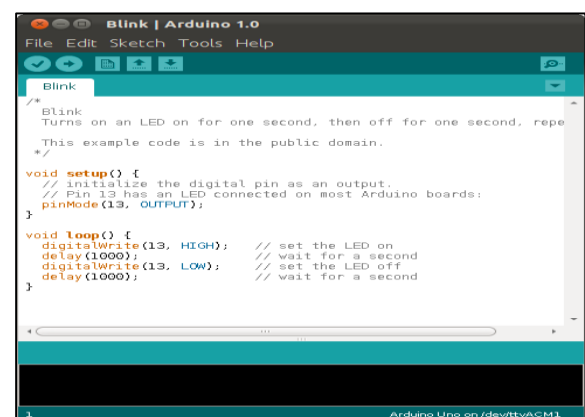 Blink | Arduino 1.0
File Edit Sketch Tools Help
Blink
/*
  Blink
  Turns on an LED on for one second, then off for one second, repe

  This example code is in the public domain.
 */

void setup() {
  // initialize the digital pin as an output.
  // Pin 13 has an LED connected on most Arduino boards:
  pinMode(13, OUTPUT);
}

void loop() {
  digitalWrite(13, HIGH);   // set the LED on
  delay(1000);              // wait for a second
  digitalWrite(13, LOW);    // set the LED off
  delay(1000);              // wait for a second
}
1 Arduino Uno on /dev/ttyACM1